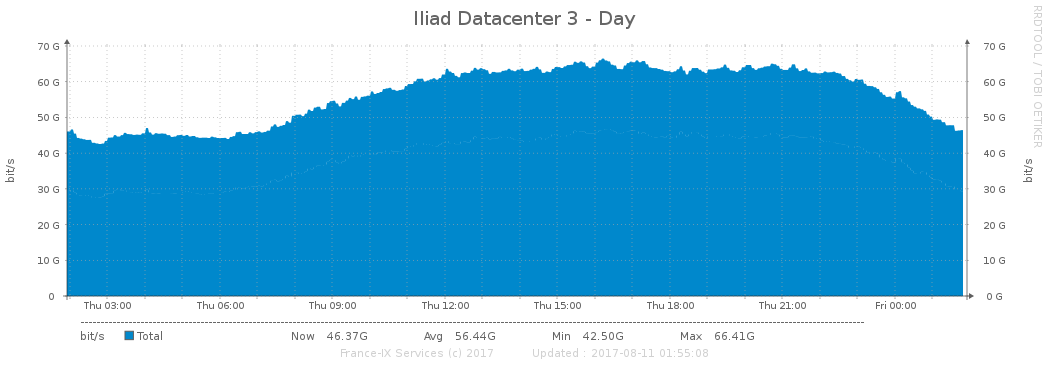 Iliad Datacenter 3 - Day
RRDTOOL / TOBI OETIKER
bit/s
70 G
60 G
50 G
40 G
30 G
20 G
10 G
0
70 G
60 G
50 G
40 G
30 G
20 G
10 G
0 G
bit/s
Thu 03:00 Thu 06:00 Thu 09:00 Thu 12:00 Thu 15:00 Thu 18:00 Thu 21:00 Fri 00:00
bit/s Total Now 46.37G Avg 56.44G Min 42.50G Max 66.41G
France-IX Services (c) 2017 Updated : 2017-08-11 01:55:08